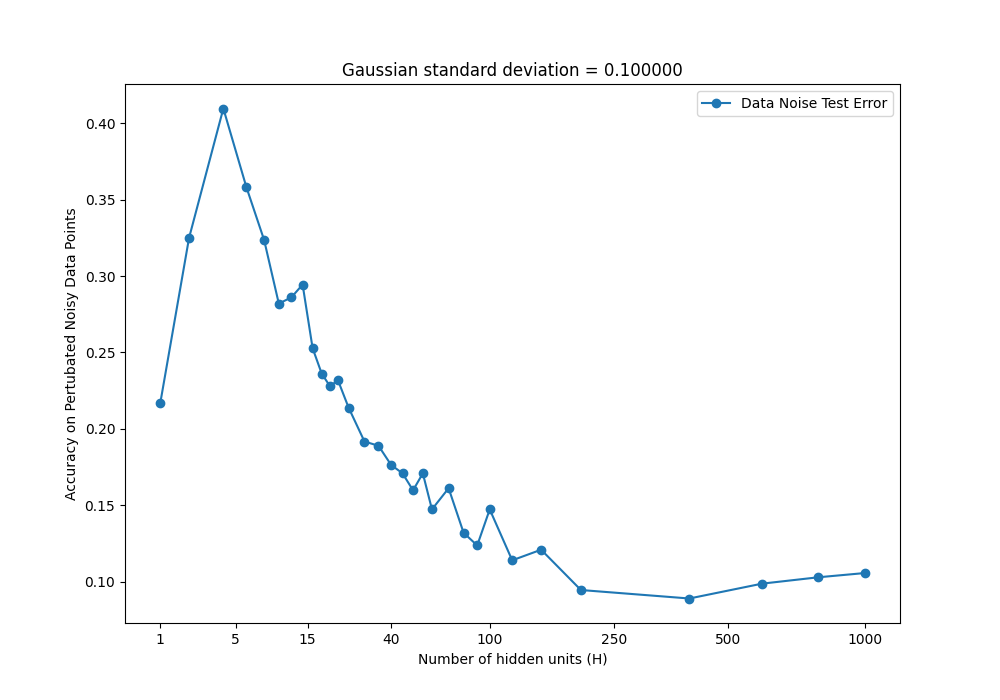 Gaussian standard deviation = 0.100000
Data Noise Test Error
Accuracy on Pertubated Noisy Data Points
0.40
0.35
0.30
0.25
0.20
0.15
0.10
1 5 15 40 100 250 500 1000
Number of hidden units (H)